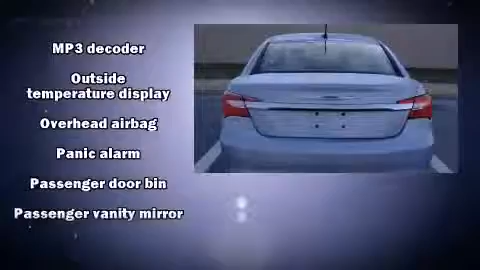 MP3 decoder
Outside
temperature display
Overhead airbag
Panic alarm
Passenger door bin
Passenger vanity mirror